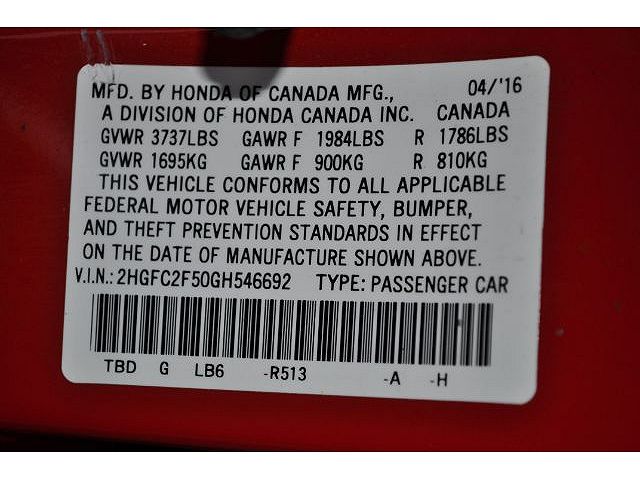 MFD. BY HONDA OF CANADA MFG., 04/'16
A DIVISION OF HONDA CANADA INC. CANADA
GVWR 3737LBS GAWR F 1984LBS R 1786LBS
GVWR 1695KG GAWR F 900KG R 810KG
THIS VEHICLE CONFORMS TO ALL APPLICABLE
FEDERAL MOTOR VEHICLE SAFETY, BUMPER,
AND THEFT PREVENTION STANDARDS IN EFFECT
ON THE DATE OF MANUFACTURE SHOWN ABOVE.
V.I.N.: 2HGFC2F50GH546692 TYPE: PASSENGER CAR
TBD G LB6 -R513 -A -H